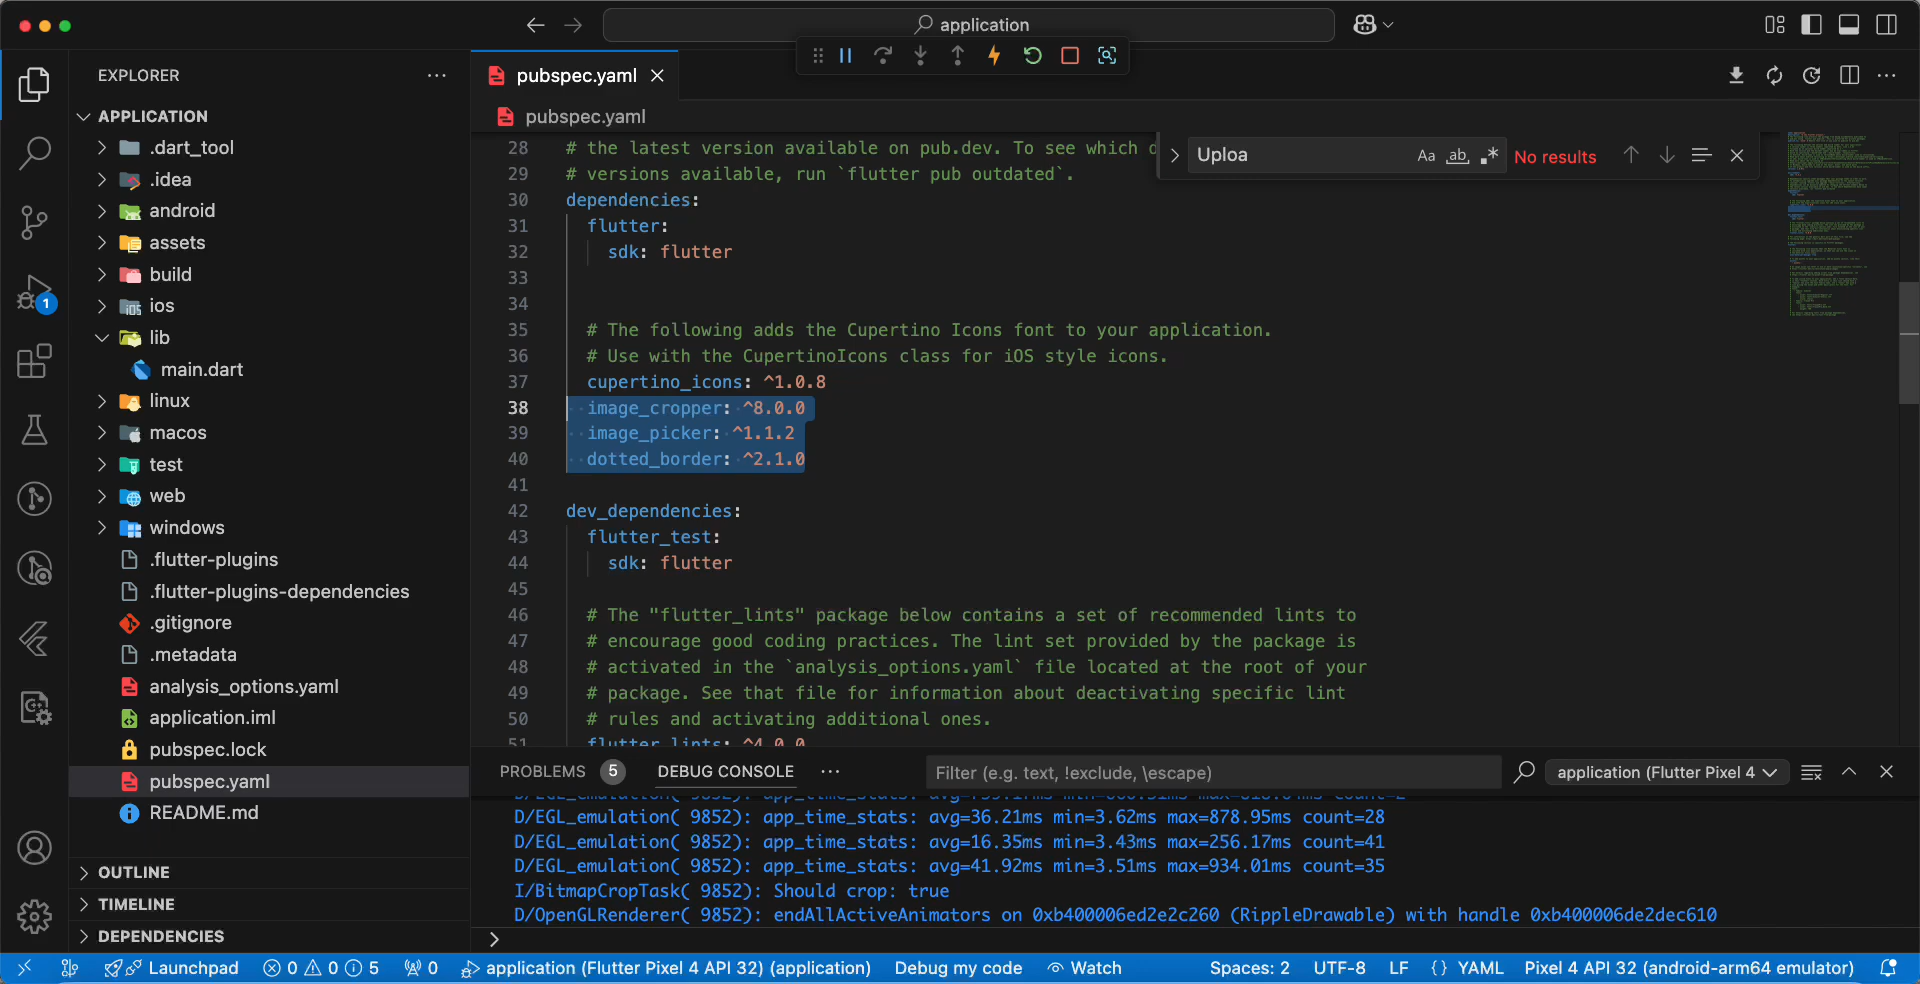 application
EXPLORER
pubspec.yaml
APPLICATION
.dart_tool
.idea
android
assets
build
ios
lib
main.dart
linux
macos
test
web
windows
.flutter-plugins
.flutter-plugins-dependencies
.gitignore
.metadata
analysis_options.yaml
application.iml
pubspec.lock
pubspec.yaml
README.md
OUTLINE
TIMELINE
DEPENDENCIES
1
pubspec.yaml
Uploa
Aa
ab
.*
No results
28 # the latest version available on pub.dev. To see which d
29 # versions available, run `flutter pub outdated`.
30 dependencies:
31 flutter:
32 sdk: flutter
33
34
35 # The following adds the Cupertino Icons font to your application.
36 # Use with the CupertinoIcons class for iOS style icons.
37 cupertino_icons: ^1.0.8
38 image_cropper: ^8.0.0
39 image_picker: ^1.1.2
40 dotted_border: ^2.1.0
41
42 dev_dependencies:
43 flutter_test:
44 sdk: flutter
45
46 # The "flutter_lints" package below contains a set of recommended lints to
47 # encourage good coding practices. The lint set provided by the package is
48 # activated in the `analysis_options.yaml` file located at the root of your
49 # package. See that file for information about deactivating specific lint
50 # rules and activating additional ones.
51 flutter_lints: ^4.0.0
PROBLEMS 5 DEBUG CONSOLE
Filter (e.g. text, !exclude, \escape)
application (Flutter Pixel 4
D/EGL_emulation( 9852): app_time_stats:
D/EGL_emulation( 9852): app_time_stats: avg=36.21ms min=3.62ms max=878.95ms count=28
D/EGL_emulation( 9852): app_time_stats: avg=16.35ms min=3.43ms max=256.17ms count=41
D/EGL_emulation( 9852): app_time_stats: avg=41.92ms min=3.51ms max=934.01ms count=35
I/BitmapCropTask( 9852): Should crop: true
D/OpenGLRenderer( 9852): endAllActiveAnimators on 0xb400006ed2e2c260 (RippleDrawable) with handle 0xb400006de2dec610
Launchpad 0 0 5 0 application (Flutter Pixel 4 API 32) (application) Debug my code Watch Spaces: 2 UTF-8 LF {} YAML Pixel 4 API 32 (android-arm64 emulator)